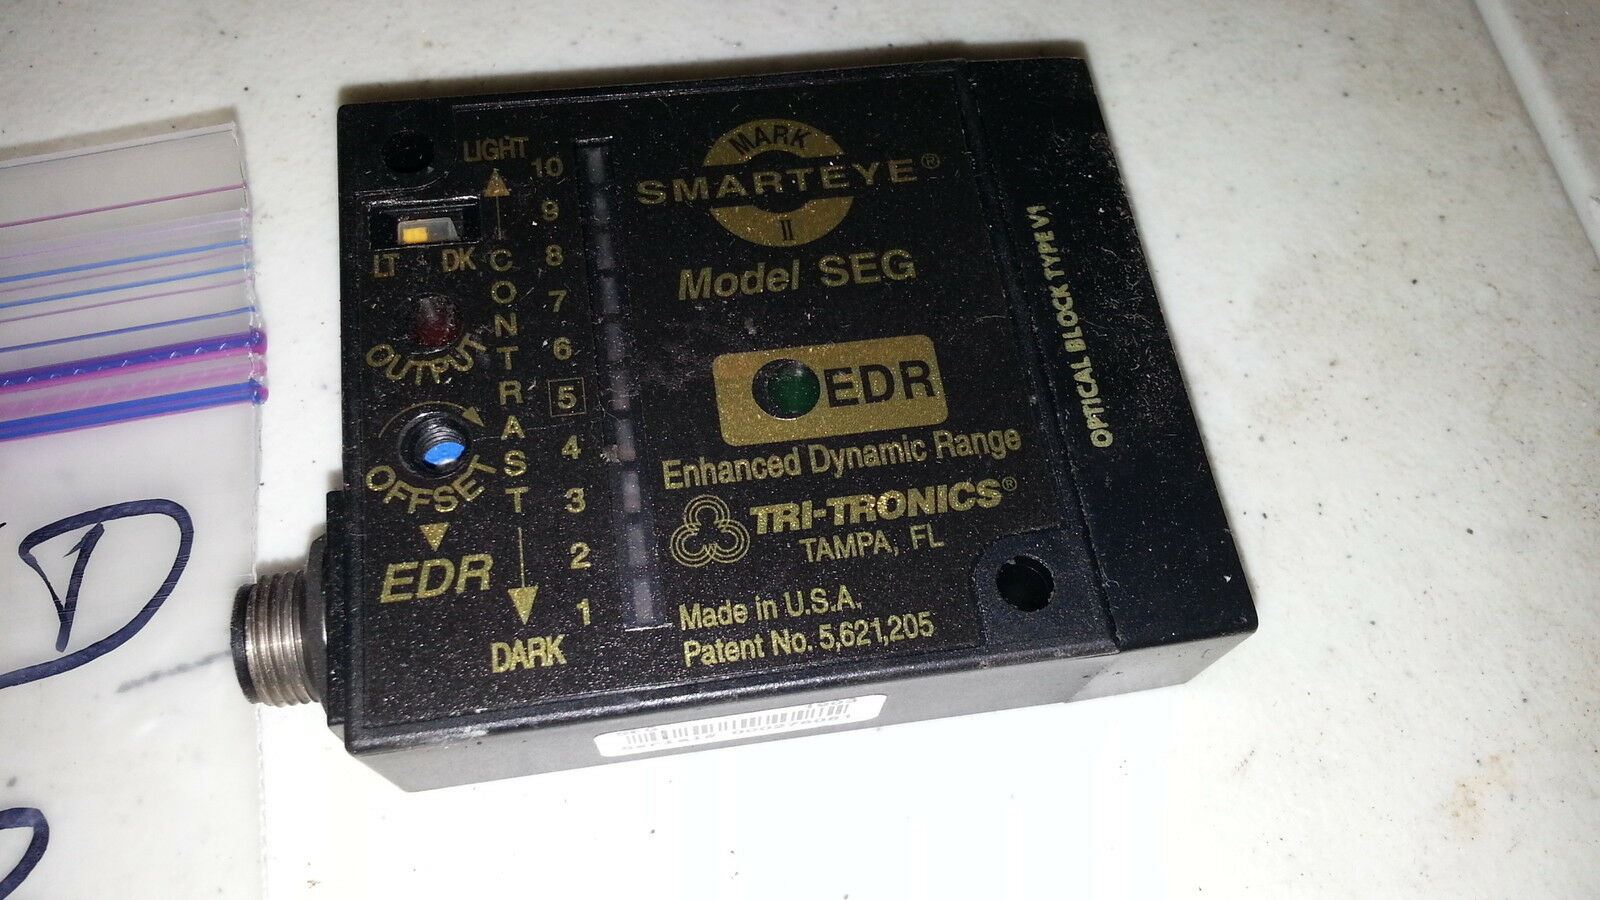 LIGHT
10
9
8
7
6
5
4
3
2
1
DARK
CONTRAST
LT DK
OUTPUT
OFFSET
EDR
MARK
SMARTEYE®
II
Model SEG
EDR
Enhanced Dynamic Range
TRI-TRONICS®
TAMPA, FL
Made in U.S.A.
Patent No. 5,621,205
OPTICAL BLOCK TYPE V1
D